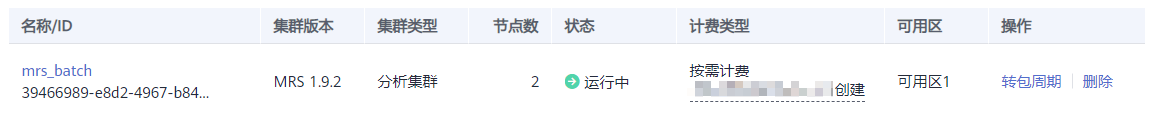 名称/ID 集群版本 集群类型 节点数 状态 计费类型 可用区 操作
mrs_batch
39466989-e8d2-4967-b84...
MRS 1.9.2 分析集群 2 运行中
按需计费
创建
可用区1 转包周期 删除